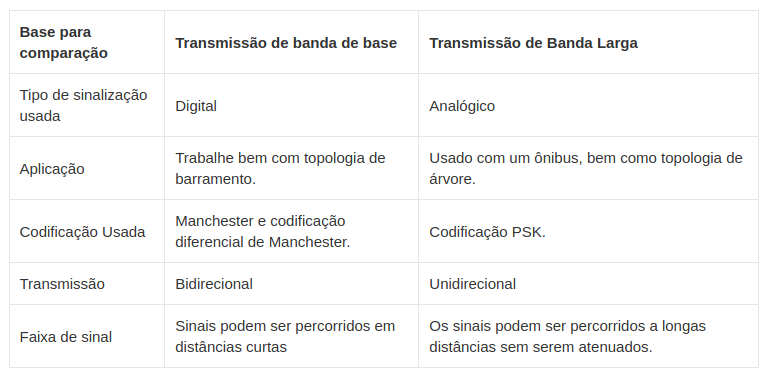 Base para
comparação
Transmissão de banda de base
Transmissão de Banda Larga
Tipo de sinalização
usada
Digital
Analógico
Aplicação
Trabalhe bem com topologia de
barramento.
Usado com um ônibus, bem como topologia de
árvore.
Codificação Usada
Manchester e codificação
diferencial de Manchester.
Codificação PSK.
Transmissão
Bidirecional
Unidirecional
Faixa de sinal
Sinais podem ser percorridos em
distâncias curtas
Os sinais podem ser percorridos a longas
distâncias sem serem atenuados.